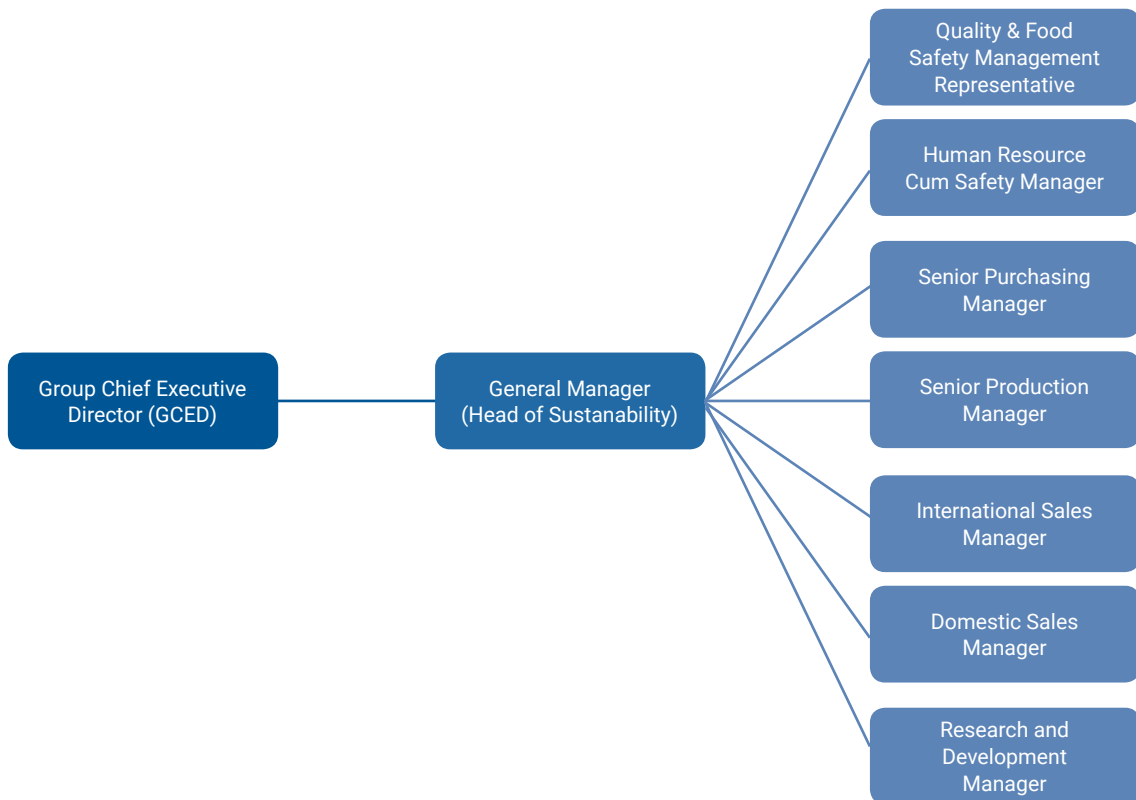 Quality & Food
Safety Management
Representative
Human Resource
Cum Safety Manager
Senior Purchasing
Manager
Group Chief Executive
Director (GCED)
General Manager
(Head of Sustanability)
Senior Production
Manager
International Sales
Manager
Domestic Sales
Manager
Research and
Development
Manager